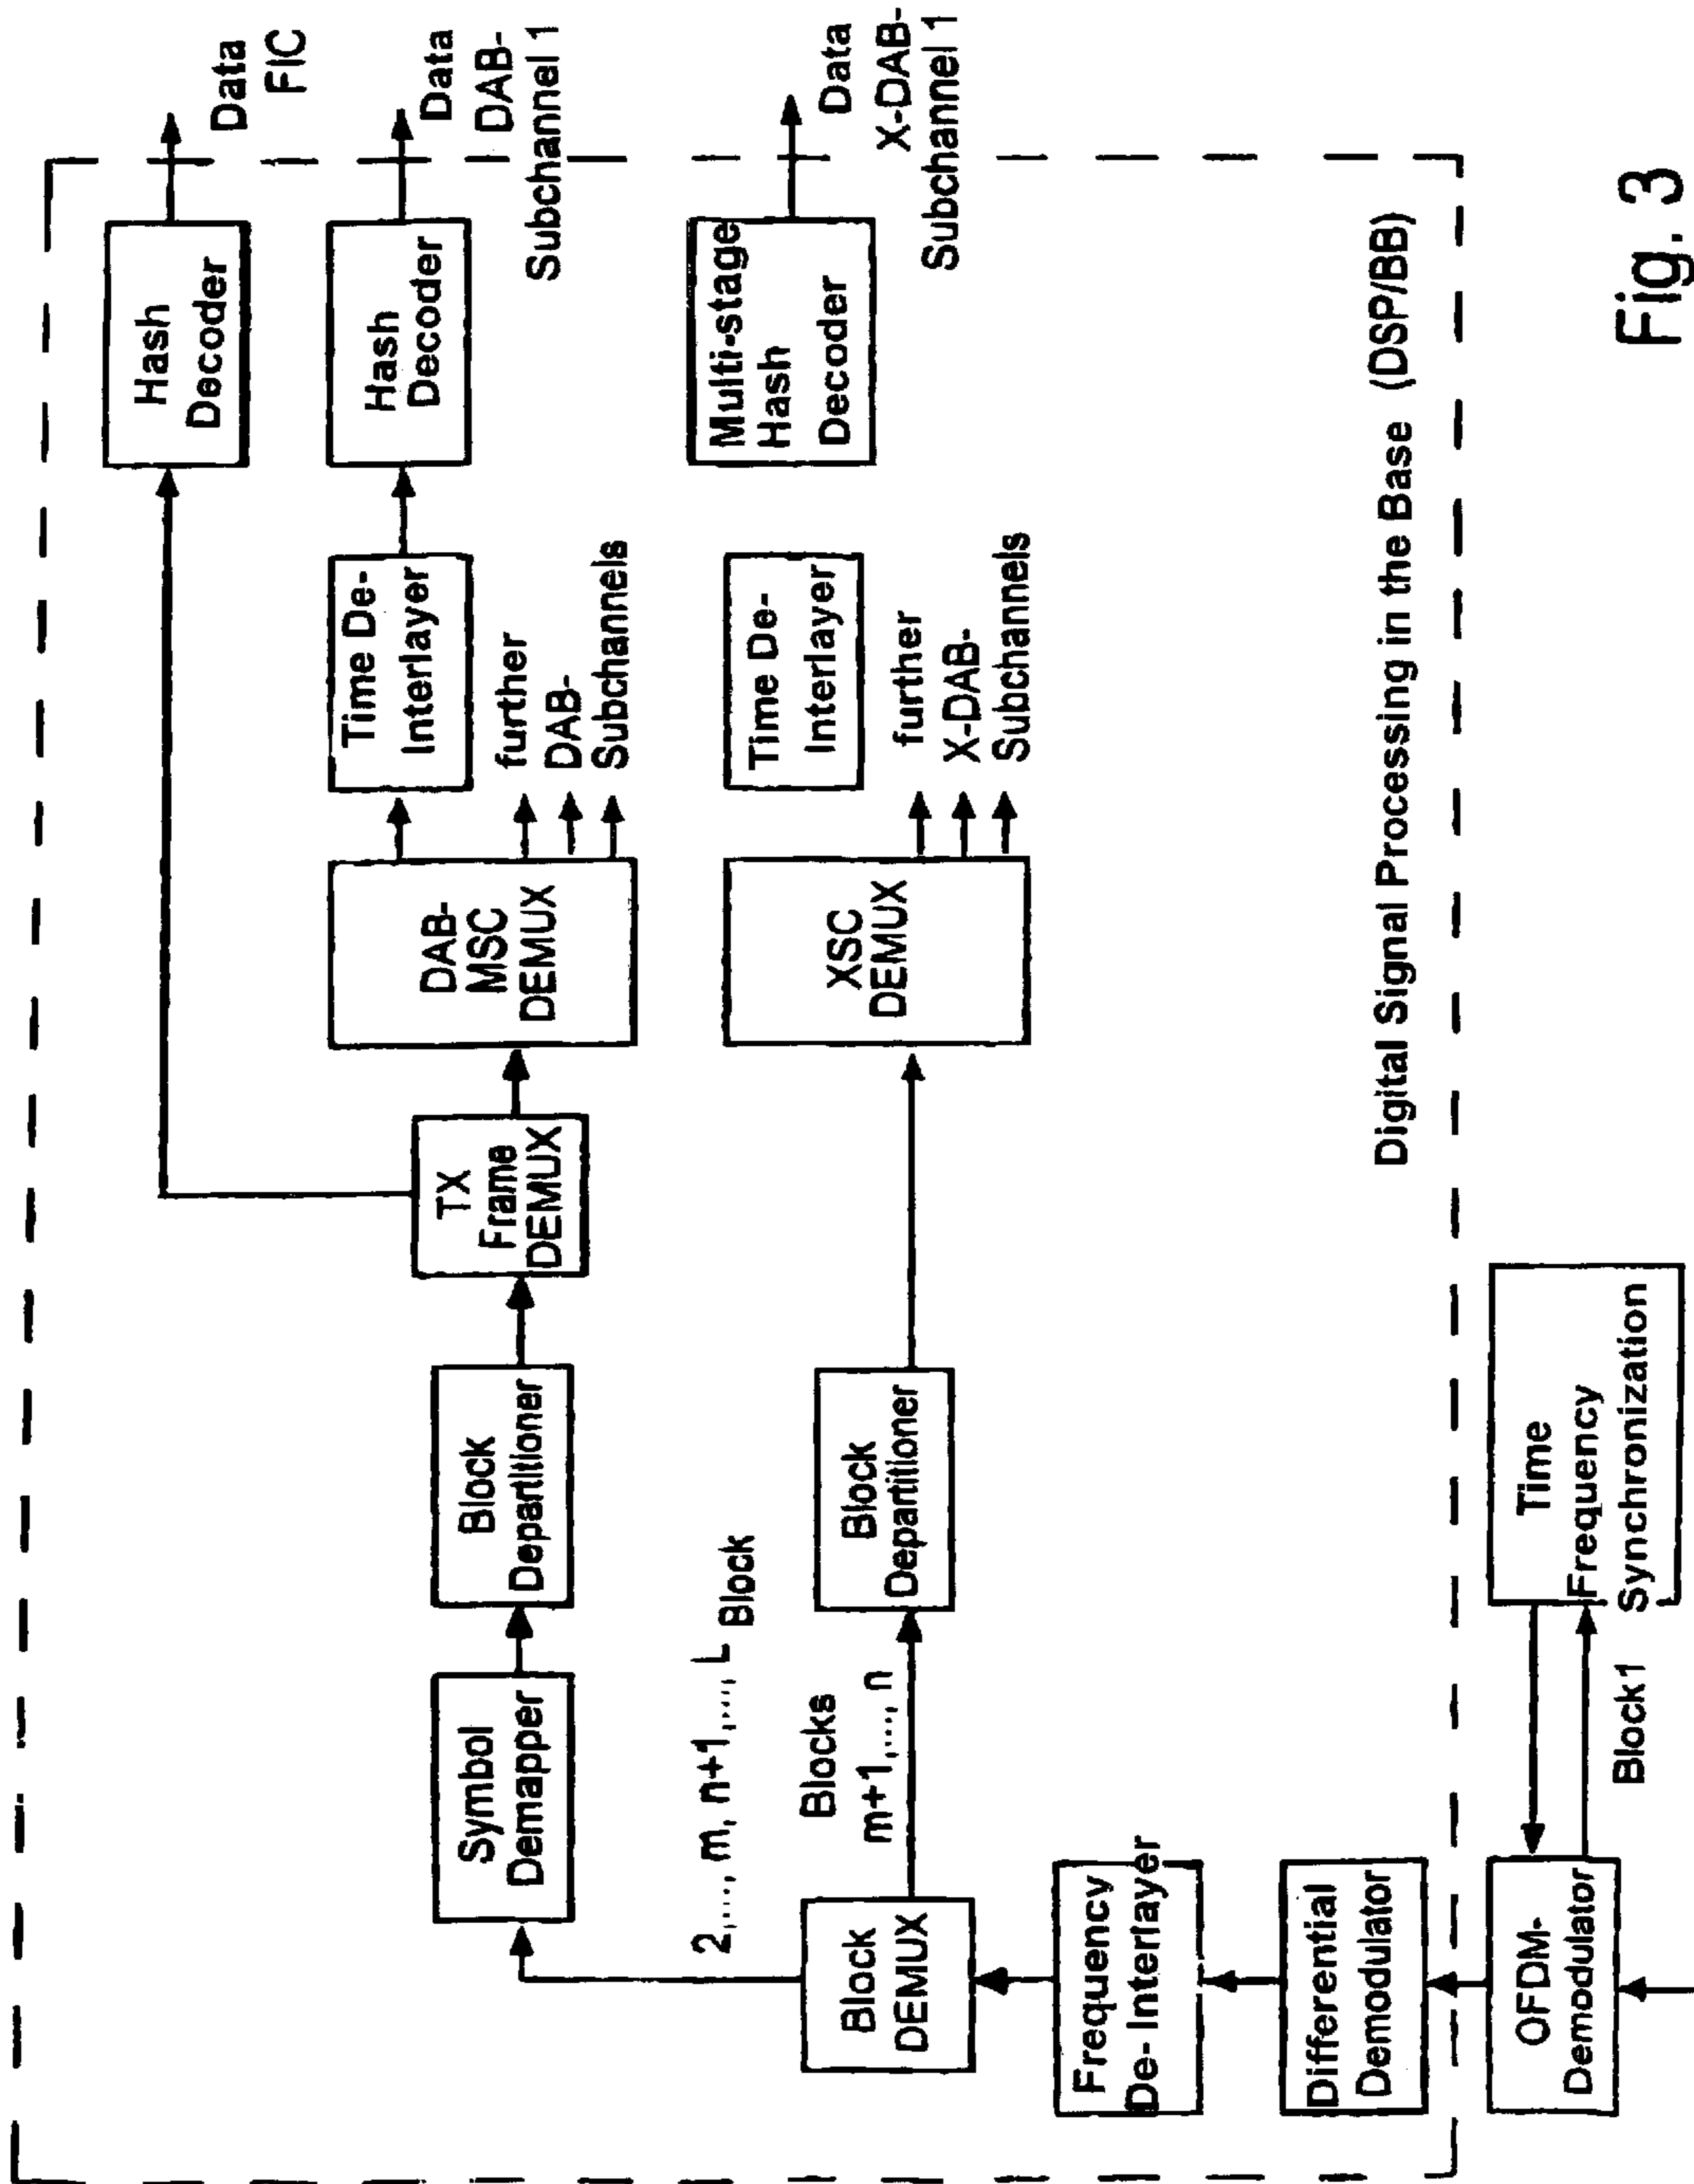 Hash
Decoder
Data
FIC
Symbol
Demapper
Block
Departitioner
TX
Frame
DEMUX
DAB-
MSC
DEMUX
Time De-
Interlayer
Hash
Decoder
Data
DAB-
Subchannel 1
further
DAB-
Subchannels
2,...., m, n+1,...., L Block
Block
DEMUX
Blocks
m+1,...., n
Block
Departitioner
XSC
DEMUX
Time De-
Interlayer
Multi-stage
Hash
Decoder
Data
X-DAB-
Subchannel 1
further
X-DAB-
Subchannels
Frequency
De- Interlayer
Differential
Demodulator
Digital Signal Processing in the Base (DSP/BB)
OFDM-
Demodulator
Block1
Time
Frequency
Synchronization
Fig. 3